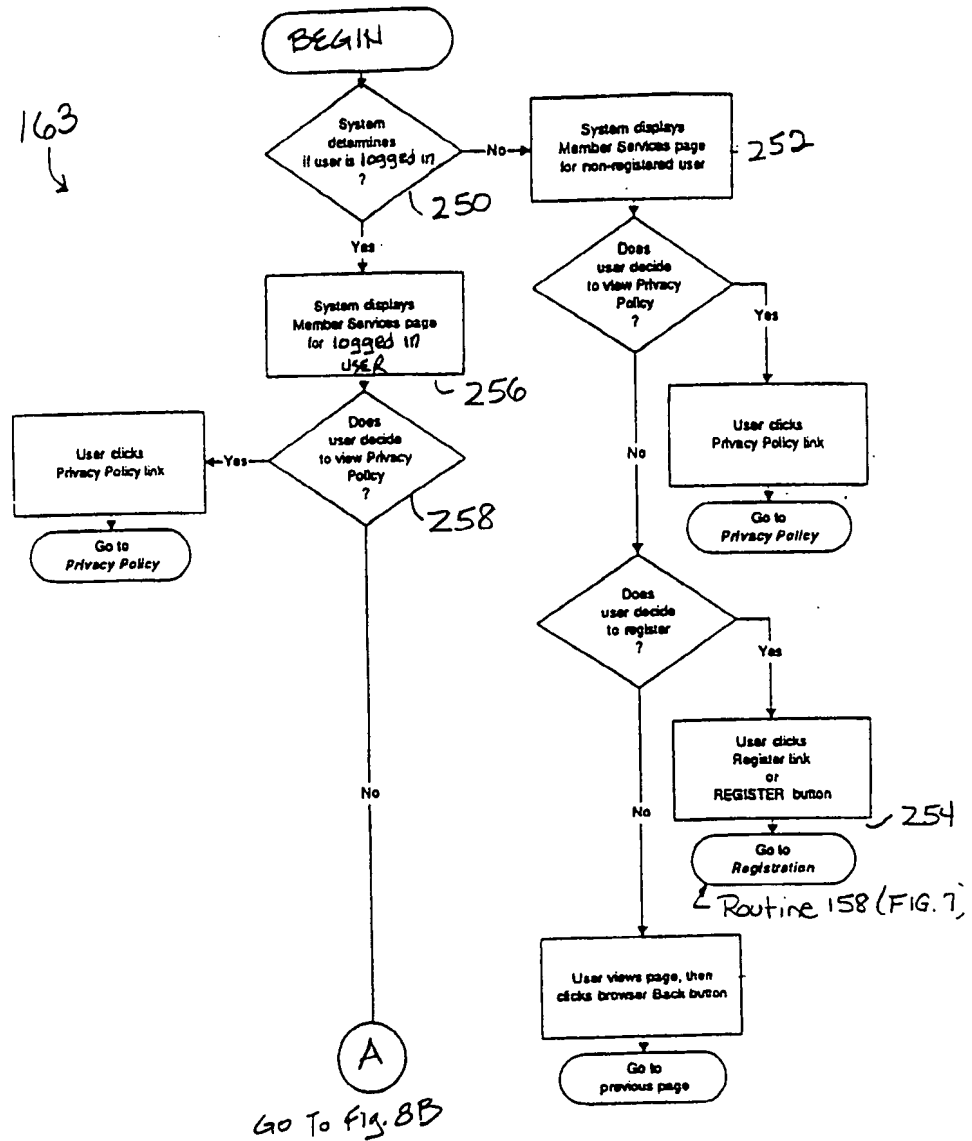 BEGIN
163
System
determines
if user is logged in
?
250
No
System displays
Member Services page
for non-registered user
252
Yes
System displays
Member Services page
for logged in
USER
256
Does
user decide
to view Privacy
Policy
?
Yes
User clicks
Privacy Policy link
Go to
Privacy Policy
No
Does
user decide
to view Privacy
Policy
?
258
Yes
User clicks
Privacy Policy link
Go to
Privacy Policy
Does
user decide
to register
?
Yes
User clicks
Register link
or
REGISTER button
254
Go to
Registration
Routine 158 (FIG. 7)
No
No
User views page, then
clicks browser Back button
Go to
previous page
A
GO TO Fig. 8B